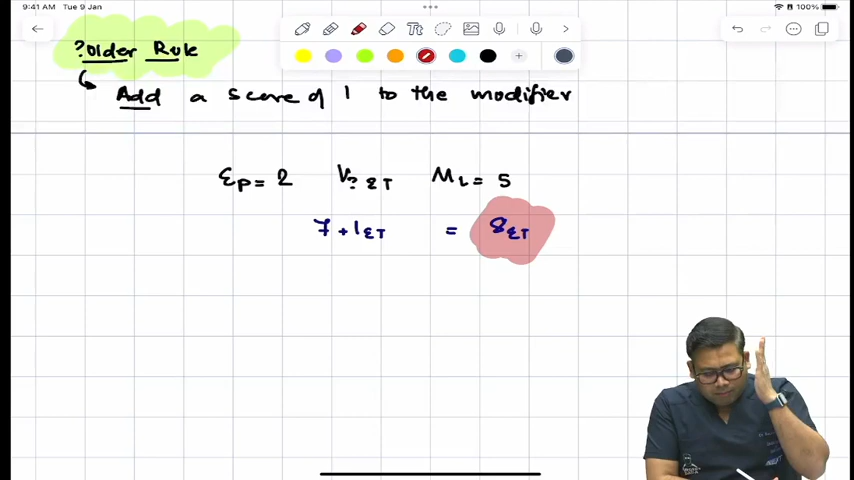 9:41 AM Tue 9 Jan
100%
?Older Rule
Add a score of 1 to the modifier
Ep= 2 V? ET ML= 5
7+1ET = 8ET